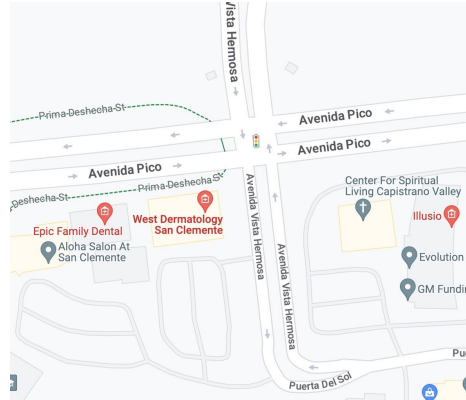 Vista Hermosa
Prima Deshecha St
Avenida Pico
Avenida Pico
Avenida Pico
Prima Deshecha St
Deshecha St
Center For Spiritual
Living Capistrano Valley
West Dermatology
San Clemente
Epic Family Dental
Illusio
Aloha Salon At
San Clemente
Avenida Vista Hermosa
Avenida Vista Hermosa
Evolution
GM Fundin
Puerta Del Sol
Pu